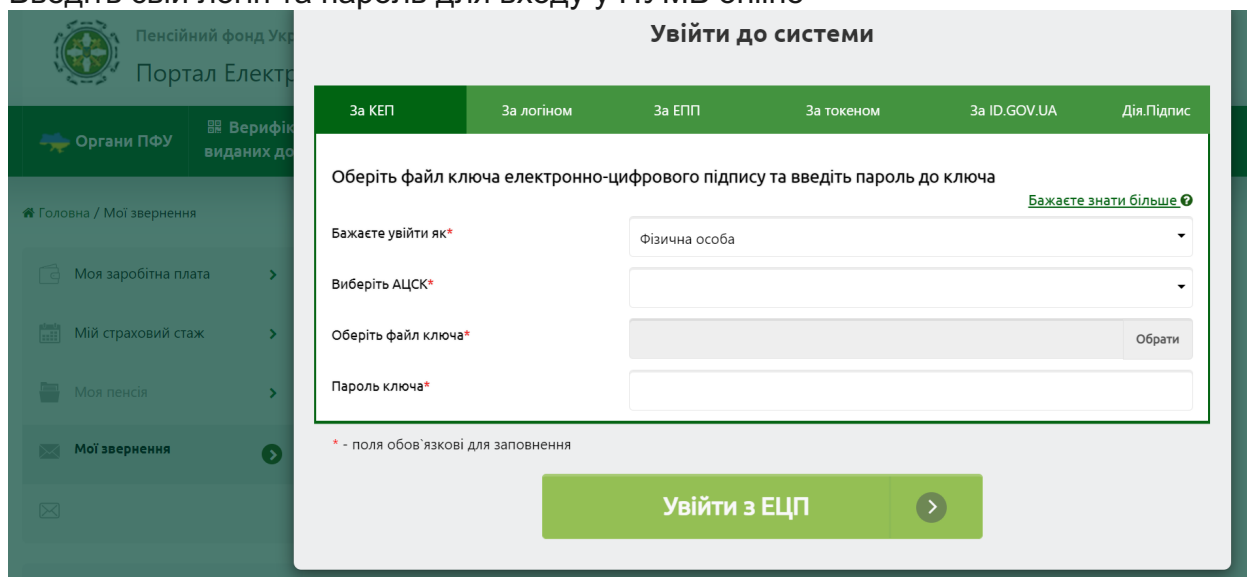 Пенсійний фонд Укр
Портал Електр
Увійти до системи
Органи ПФУ
Верифік
виданих до
За КЕП
За логіном
За ЕПП
За токеном
За ID.GOV.UA
Дія.Підпис
Оберіть файл ключа електронно-цифрового підпису та введіть пароль до ключа
Бажаєте знати більше
Головна / Мої звернення
Бажаєте увійти як*
Фізична особа
Моя заробітна плата
Виберіть АЦСК*
Мій страховий стаж
Оберіть файл ключа*
Обрати
Моя пенсія
Пароль ключа*
Мої звернення
* - поля обов`язкові для заповнення
Увійти з ЕЦП